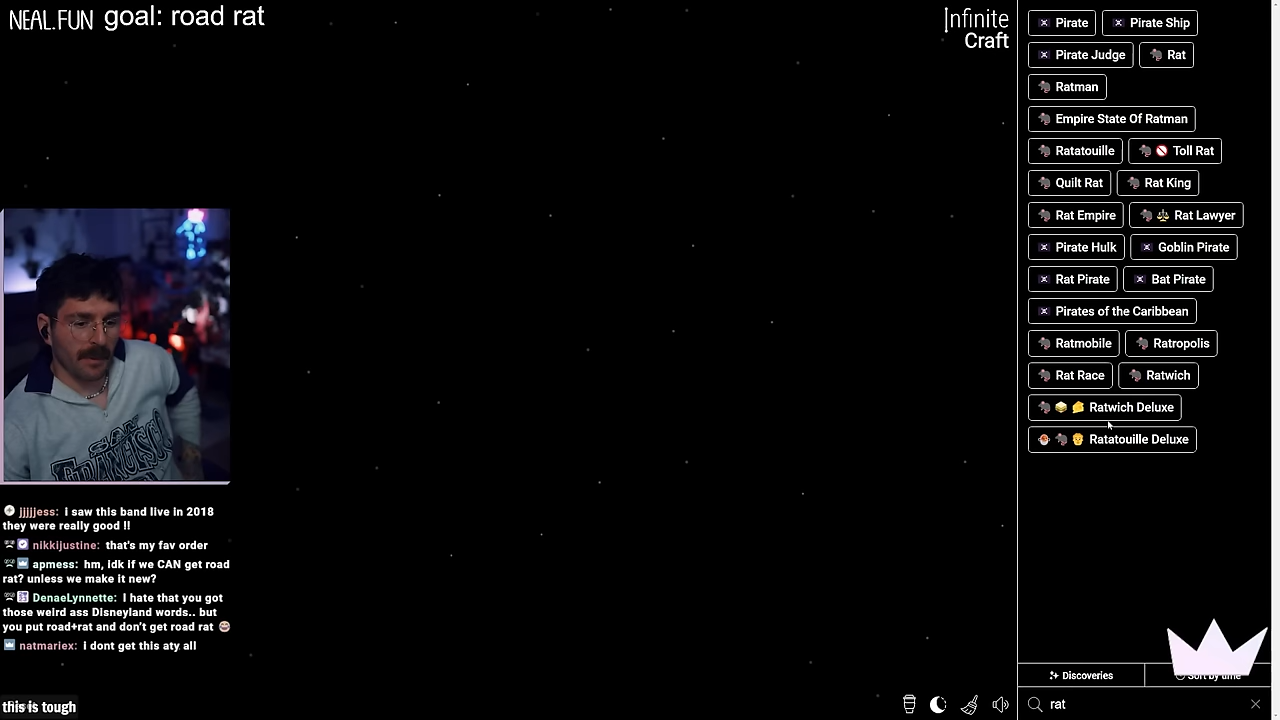 NEAL.FUN goal: road rat
Infinite
Craft
Pirate
Pirate Ship
Pirate Judge
Rat
Ratman
Empire State Of Ratman
Ratatouille
Toll Rat
Quilt Rat
Rat King
Rat Empire
Rat Lawyer
Pirate Hulk
Goblin Pirate
Rat Pirate
Bat Pirate
Pirates of the Caribbean
Ratmobile
Ratropolis
Rat Race
Ratwich
Ratwich Deluxe
Ratatouille Deluxe
SAN
FRANCISCO
jjjjjess: i saw this band live in 2018
they were really good !!
nikkijustine: that's my fav order
apmess: hm, idk if we CAN get road
rat? unless we make it new?
DenaeLynnette: I hate that you got
those weird ass Disneyland words.. but
you put road+rat and don't get road rat
natmariex: i dont get this aty all
this is tough
Discoveries
Sort by time
rat